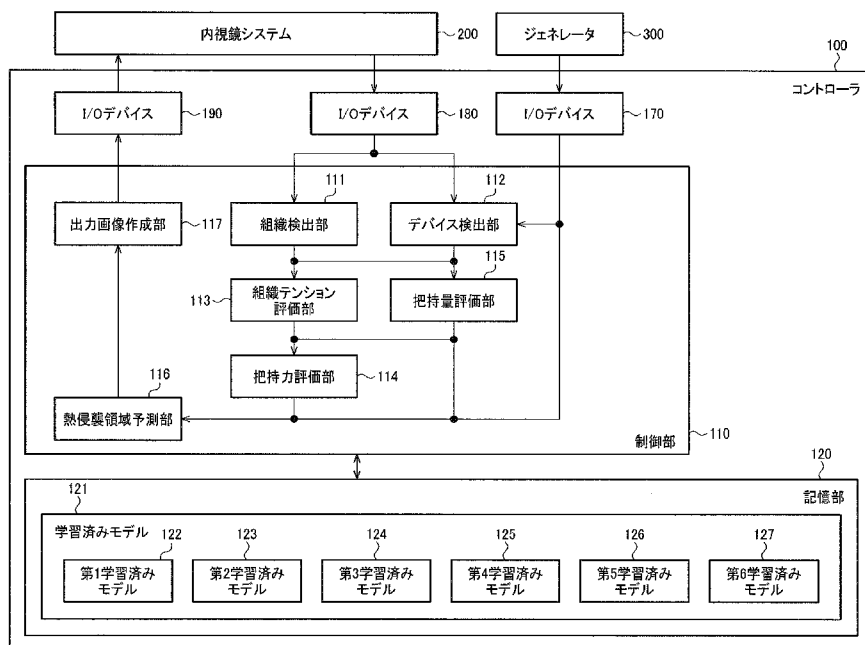 内視鏡システム
200
ジェネレータ
300
100
コントローラ
I/Oデバイス
190
I/Oデバイス
180
I/Oデバイス
170
111
112
出力画像作成部
117
組織検出部
デバイス検出部
115
113
組織テンション
評価部
把持量評価部
116
把持力評価部
114
熱侵襲領域予測部
制御部
110
120
記憶部
121
学習済みモデル
122
123
124
125
126
127
第1学習済み
モデル
第2学習済み
モデル
第3学習済み
モデル
第4学習済み
モデル
第5学習済み
モデル
第6学習済み
モデル